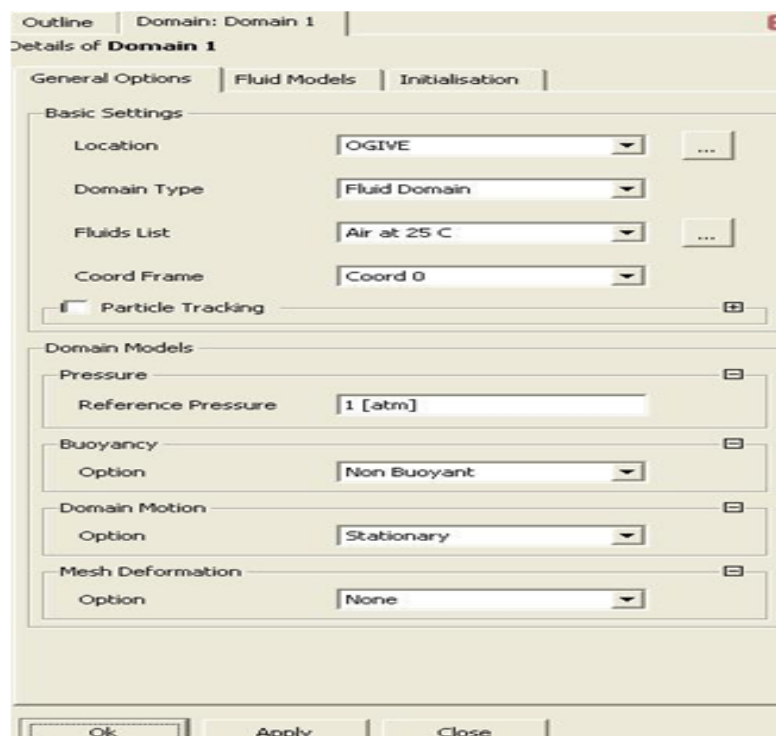 Outline Domain: Domain 1
Details of Domain 1
General Options Fluid Models Initialisation
Basic Settings
Location OGIVE ...
Domain Type Fluid Domain
Fluids List Air at 25 C ...
Coord Frame Coord 0
Particle Tracking
Domain Models
Pressure
Reference Pressure 1 [atm]
Buoyancy
Option Non Buoyant
Domain Motion
Option Stationary
Mesh Deformation
Option None
Ok Apply Close